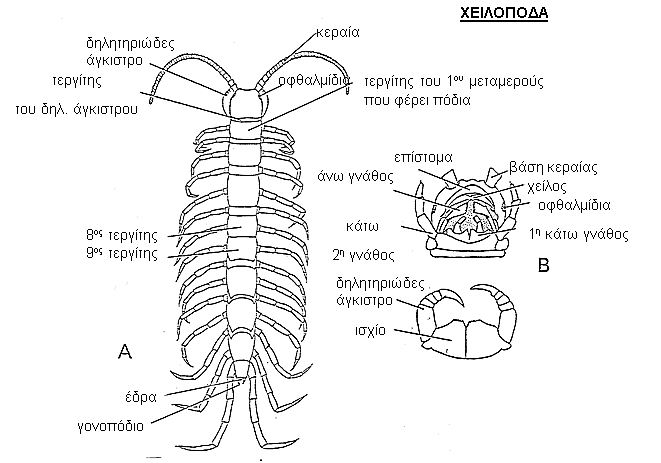 ΧΕΙΛΟΠΟΔΑ
δηλητηριώδες
άγκιστρο
κεραία
τεργίτης
του δηλ. άγκιστρου
οφθαλμίδια
τεργίτης του 1ου μεταμερούς
που φέρει πόδια
8ος τεργίτης
9ος τεργίτης
Α
έδρα
γονοπόδιο
επίστομα
άνω γνάθος
βάση κεραίας
χείλος
οφθαλμίδια
κάτω
1η κάτω γνάθος
2η γνάθος
Β
δηλητηριώδες
άγκιστρο
ισχίο